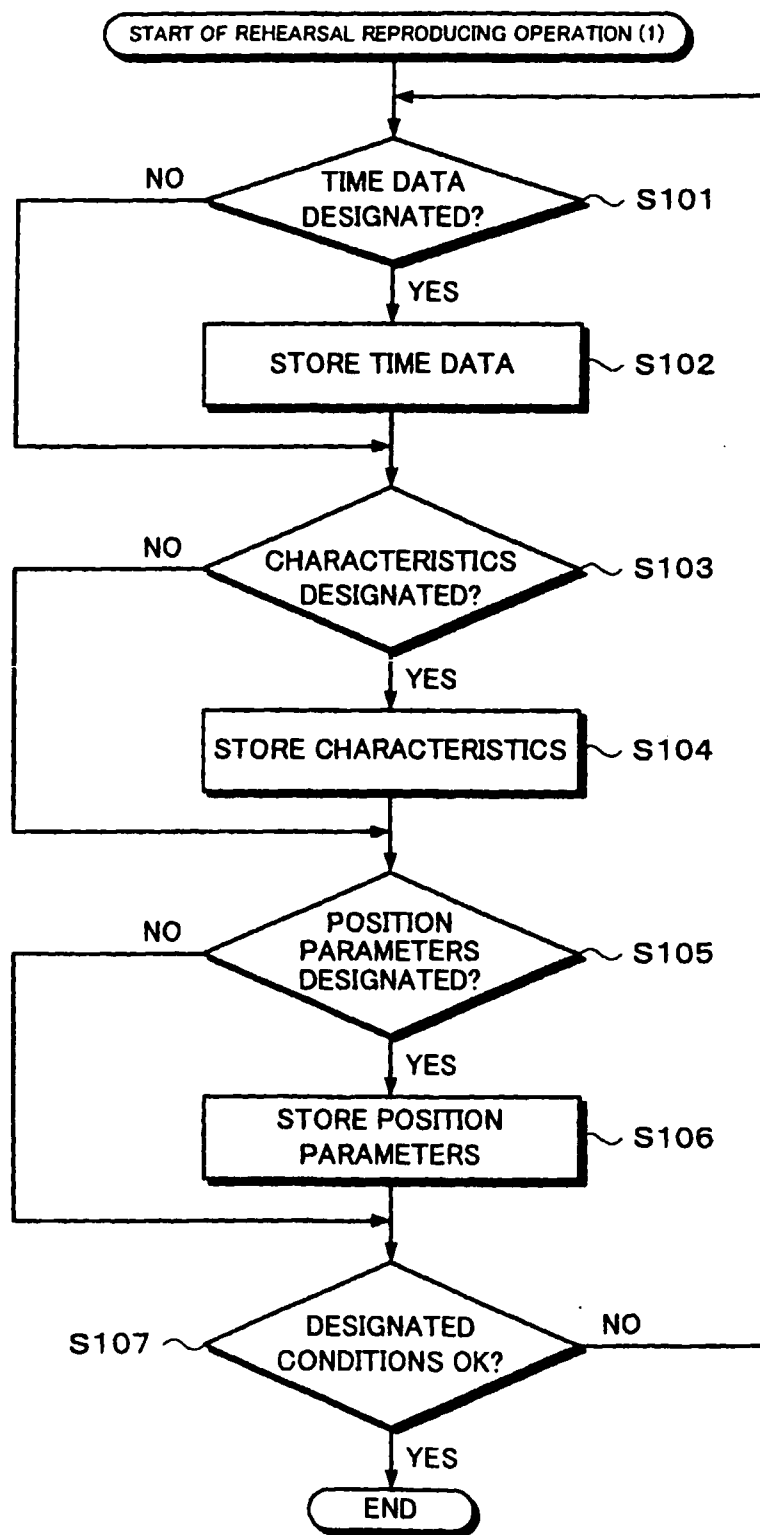 START OF REHEARSAL REPRODUCING OPERATION (1)
NO
TIME DATA
DESIGNATED?
S101
YES
STORE TIME DATA
S102
NO
CHARACTERISTICS
DESIGNATED?
S103
YES
STORE CHARACTERISTICS
S104
NO
POSITION
PARAMETERS
DESIGNATED?
S105
YES
STORE POSITION
PARAMETERS
S106
S107
DESIGNATED
CONDITIONS OK?
NO
YES
END